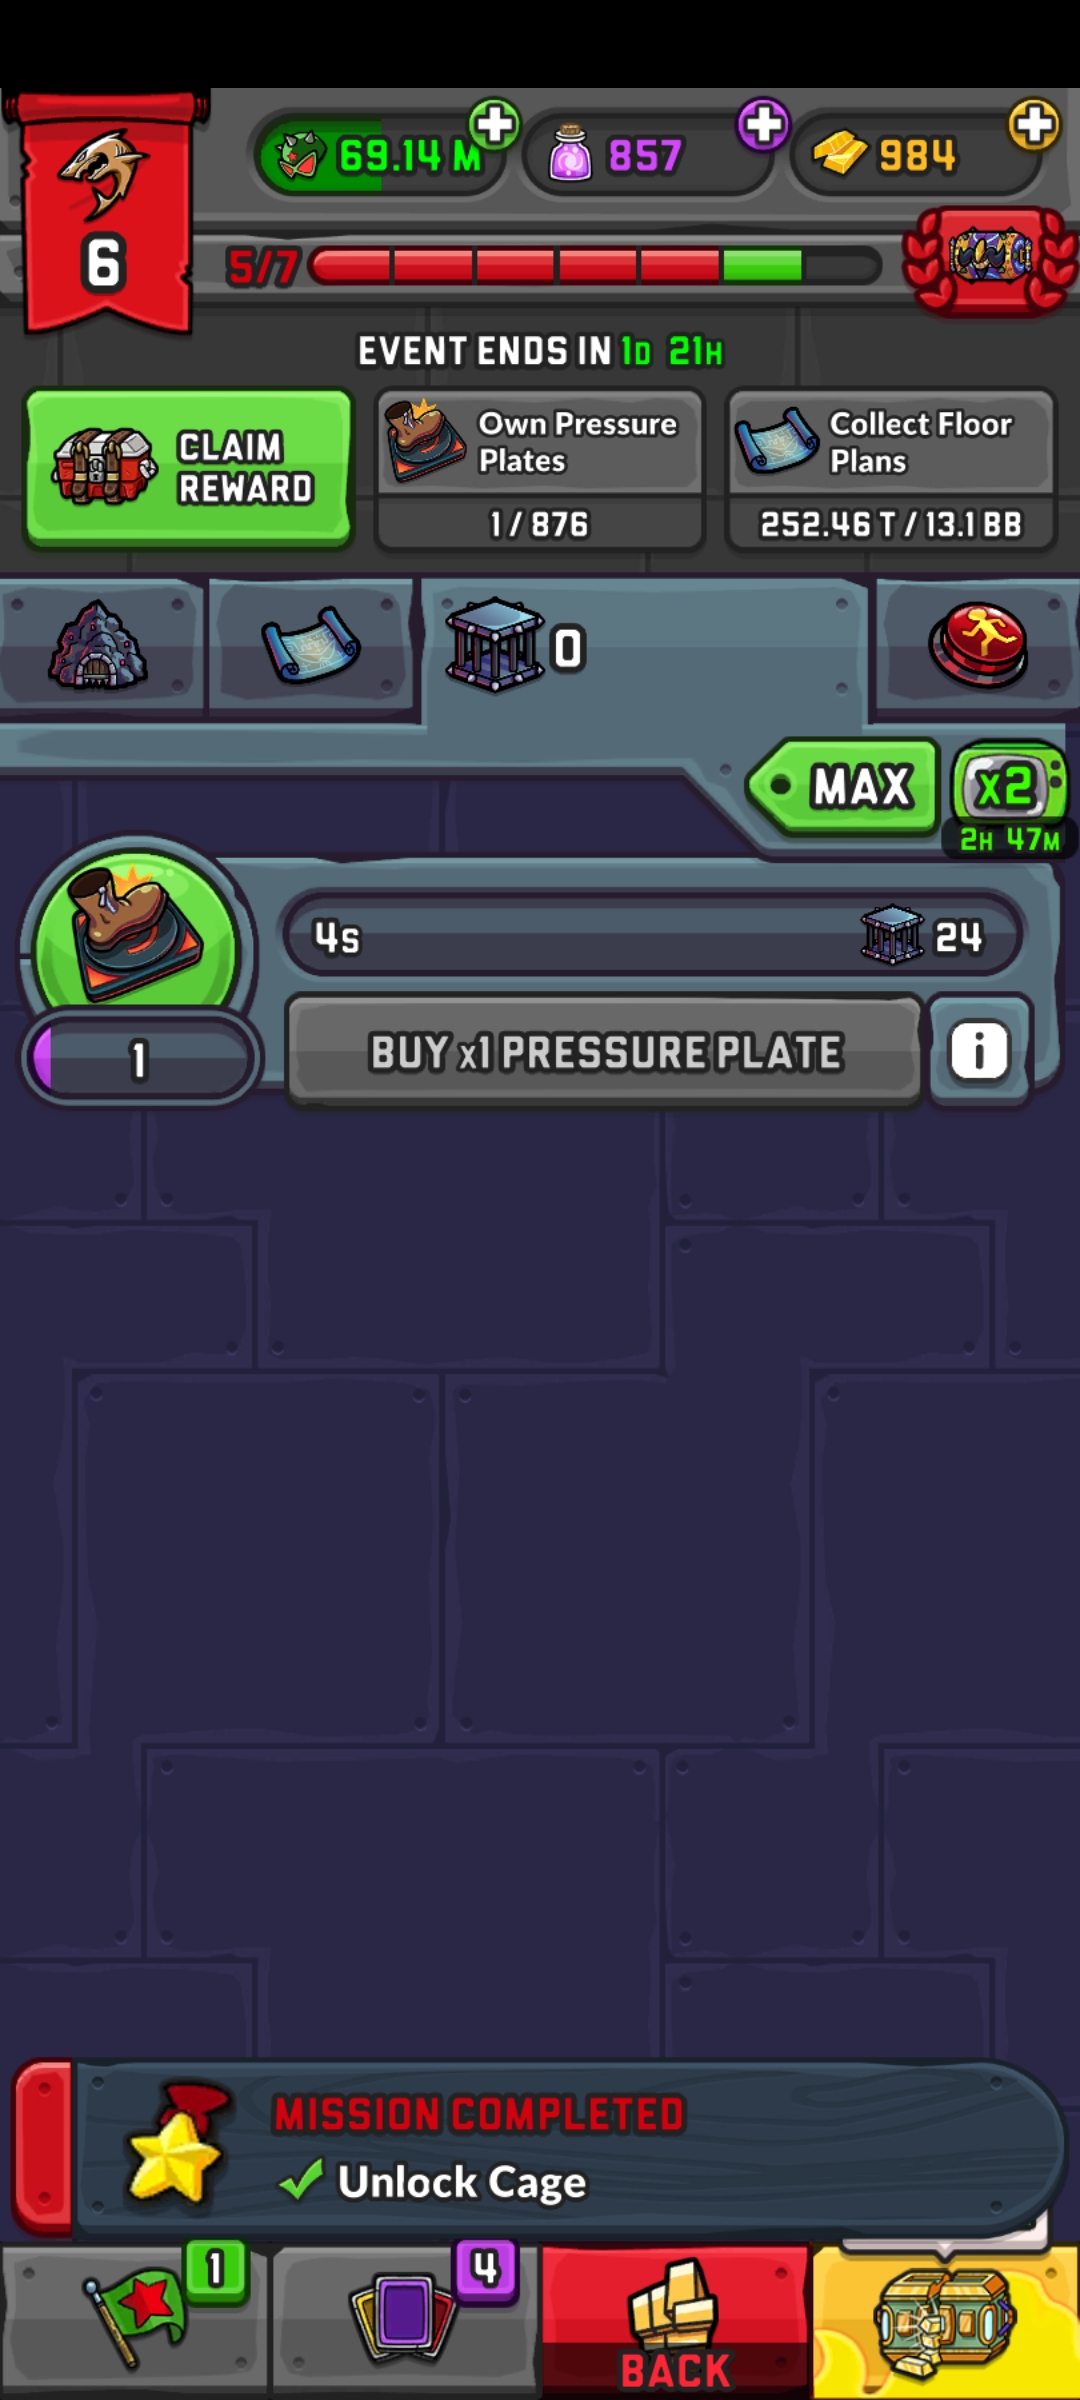 69.14 M
857
984
6
5/7
EVENT ENDS IN 1D 21H
CLAIM
REWARD
Own Pressure
Plates
1 / 876
Collect Floor
Plans
252.46 T / 13.1 BB
0
MAX
x2
2H 47M
4s
24
1
BUY x1 PRESSURE PLATE
i
MISSION COMPLETED
Unlock Cage
1
4
BACK